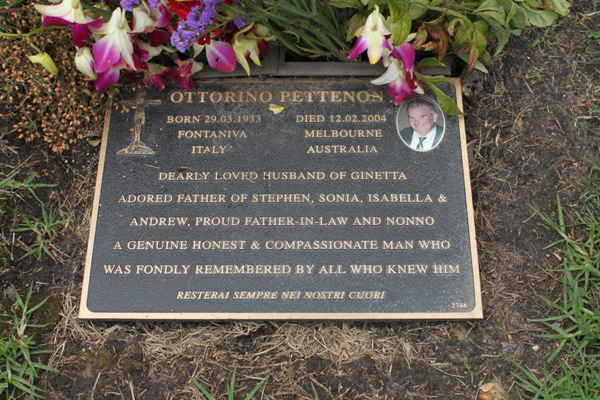 OTTORINO PETTENON
BORN 29.03.1933 DIED 12.02.2004
FONTANIVA MELBOURNE
ITALY AUSTRALIA
DEARLY LOVED HUSBAND OF GINETTA
ADORED FATHER OF STEPHEN, SONIA, ISABELLA &
ANDREW, PROUD FATHER-IN-LAW AND NONNO
A GENUINE HONEST & COMPASSIONATE MAN WHO
WAS FONDLY REMEMBERED BY ALL WHO KNEW HIM
RESTERAI SEMPRE NEI NOSTRI CUORI
2746